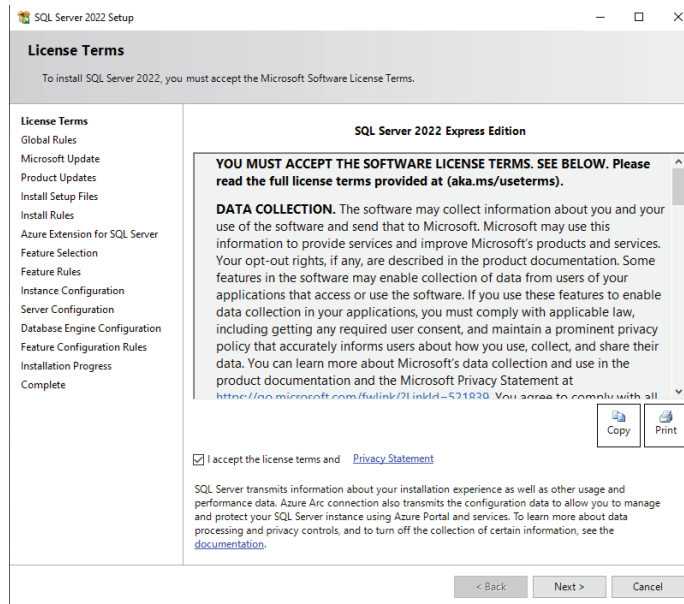 SQL Server 2022 Setup
License Terms
To install SQL Server 2022, you must accept the Microsoft Software License Terms.
License Terms
Global Rules
Microsoft Update
Product Updates
Install Setup Files
Install Rules
Azure Extension for SQL Server
Feature Selection
Feature Rules
Instance Configuration
Server Configuration
Database Engine Configuration
Feature Configuration Rules
Installation Progress
Complete
SQL Server 2022 Express Edition
YOU MUST ACCEPT THE SOFTWARE LICENSE TERMS. SEE BELOW. Please
read the full license terms provided at (aka.ms/useterms).
DATA COLLECTION. The software may collect information about you and your
use of the software and send that to Microsoft. Microsoft may use this
information to provide services and improve Microsoft's products and services.
Your opt-out rights, if any, are described in the product documentation. Some
features in the software may enable collection of data from users of your
applications that access or use the software. If you use these features to enable
data collection in your applications, you must comply with applicable law,
including getting any required user consent, and maintain a prominent privacy
policy that accurately informs users about how you use, collect, and share their
data. You can learn more about Microsoft's data collection and use in the
product documentation and the Microsoft Privacy Statement at
https://go.microsoft.com/fwlink/?LinkId=521839. You agree to comply with all
Copy
Print
I accept the license terms and Privacy Statement
SQL Server transmits information about your installation experience as well as other usage and
performance data. Azure Arc connection also transmits the configuration data to allow you to manage
and protect your SQL Server instance using Azure Portal and services. To learn more about data
processing and privacy controls, and to turn off the collection of certain information, see the
documentation.
< Back
Next >
Cancel